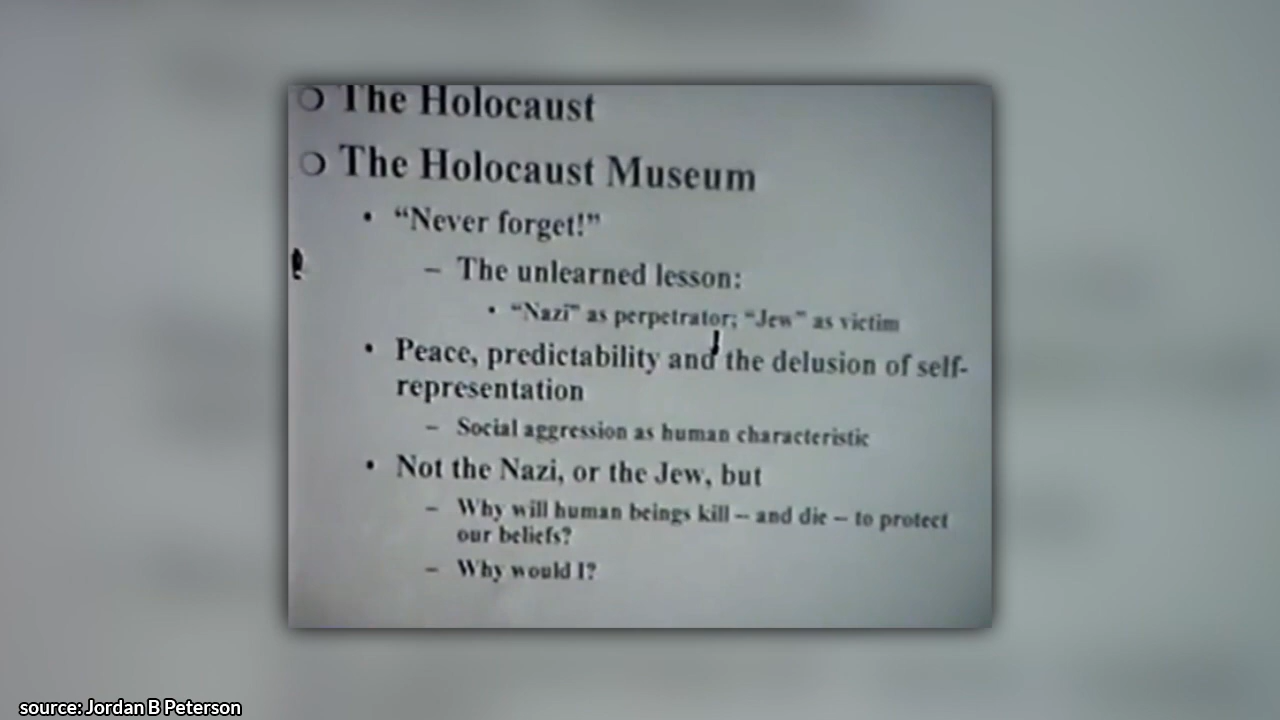 The Holocaust
The Holocaust Museum
“Never forget!”
– The unlearned lesson:
• “Nazi” as perpetrator; “Jew” as victim
• Peace, predictability and the delusion of self-
representation
– Social aggression as human characteristic
• Not the Nazi, or the Jew, but
– Why will human beings kill – and die – to protect
our beliefs?
– Why would I?
source: Jordan B Peterson